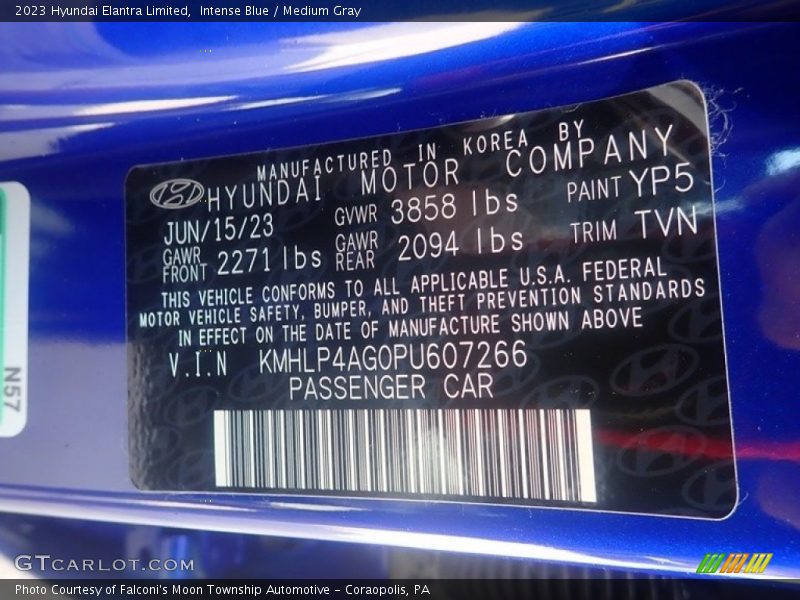 2023 Hyundai Elantra Limited,  Intense Blue / Medium Gray
MANUFACTURED IN KOREA BY
HYUNDAI MOTOR COMPANY
JUN/15/23 GVWR 3858 lbs PAINT YP5
GAWR FRONT 2271 lbs GAWR REAR 2094 lbs TRIM TVN
THIS VEHICLE CONFORMS TO ALL APPLICABLE U.S.A. FEDERAL
MOTOR VEHICLE SAFETY, BUMPER, AND THEFT PREVENTION STANDARDS
IN EFFECT ON THE DATE OF MANUFACTURE SHOWN ABOVE
V.I.N KMHLP4AG0PU607266
PASSENGER CAR
N57
GTCARLOT.COM
Photo Courtesy of Falconi's Moon Township Automotive – Coraopolis, PA